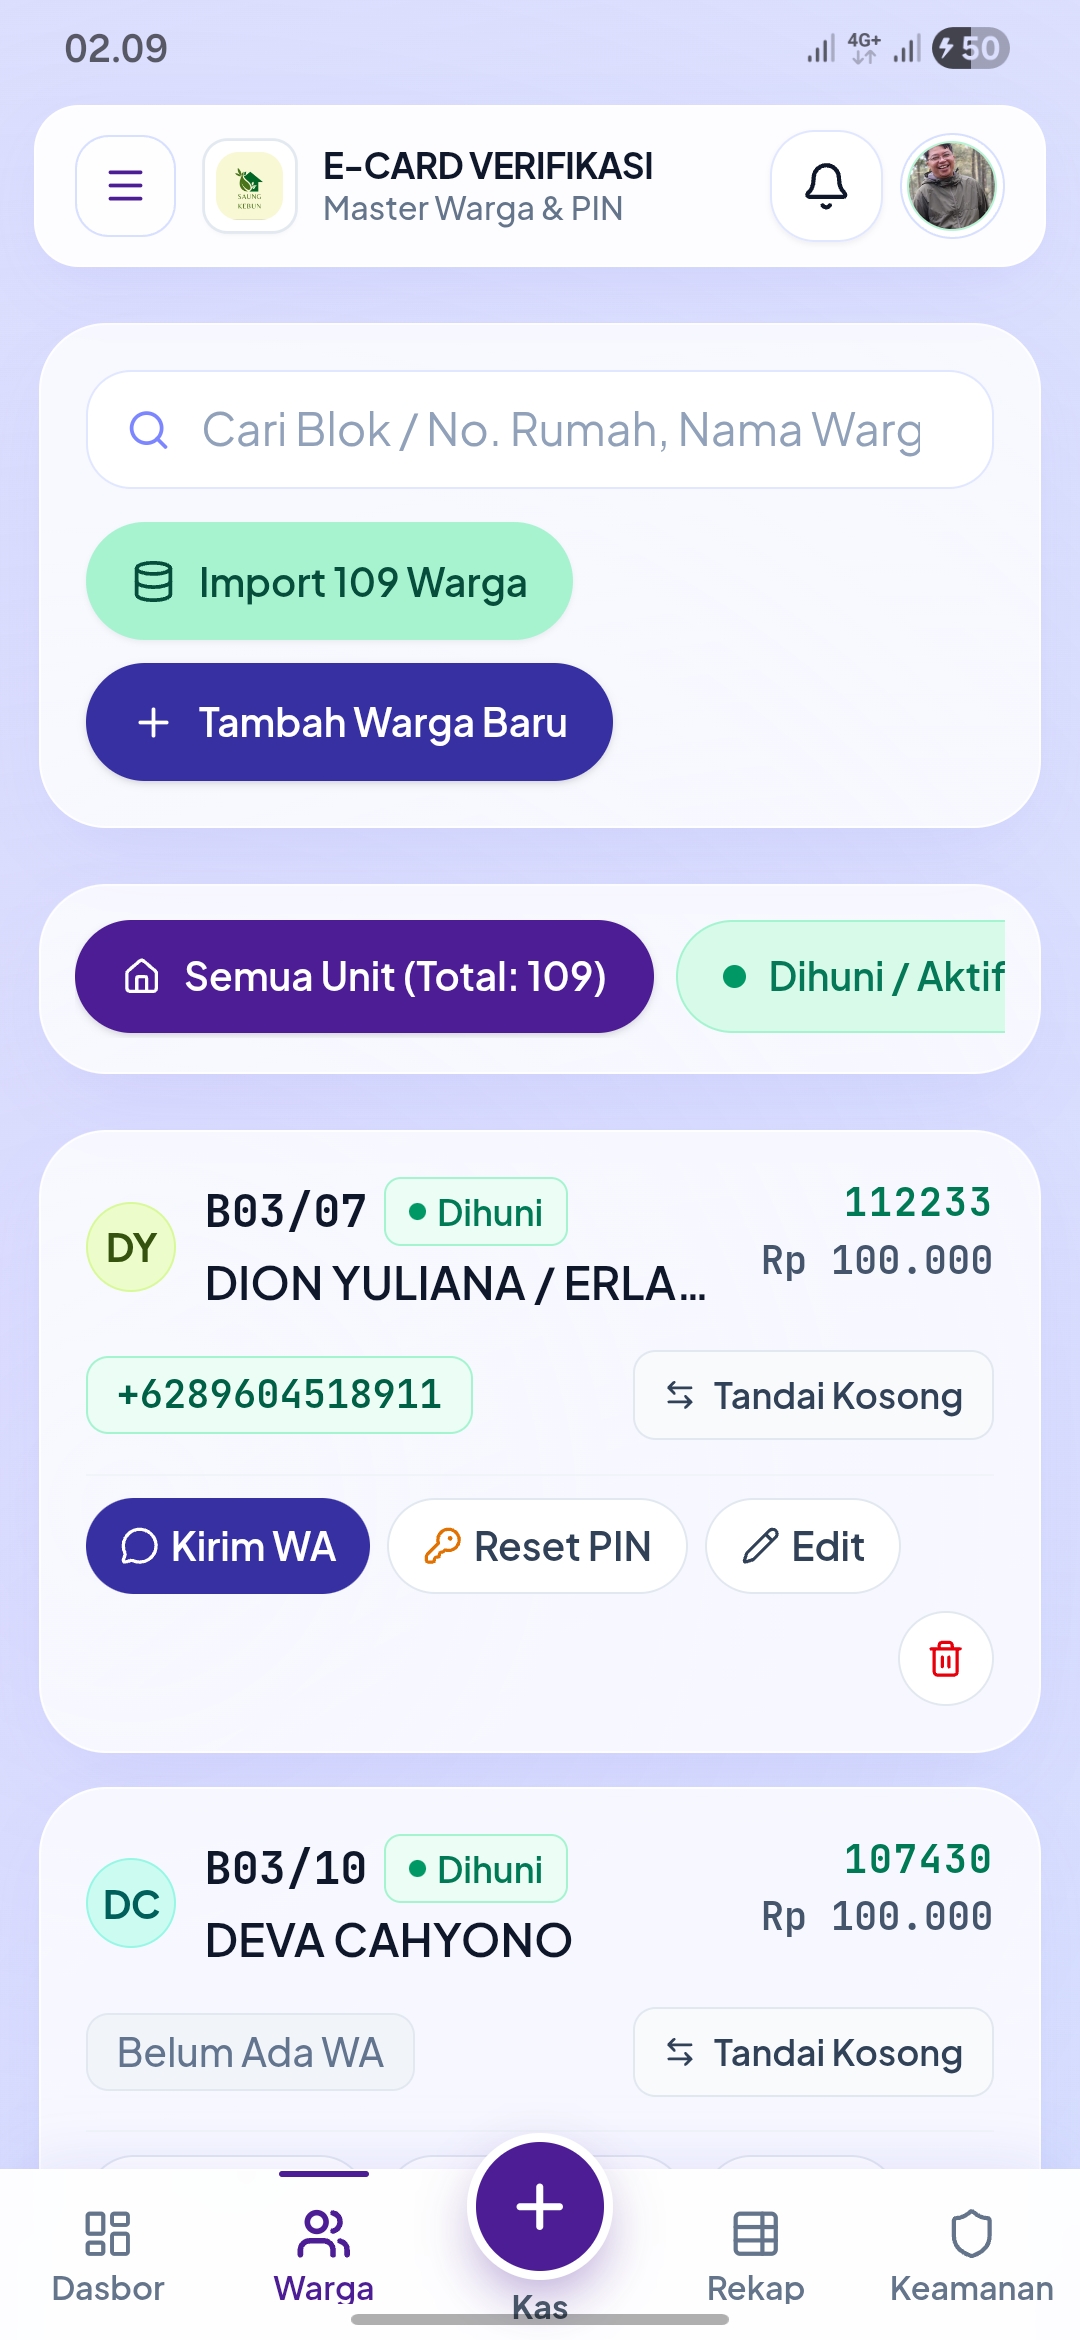 02.09
4G+
50
E-CARD VERIFIKASI
Master Warga & PIN
SAUNG
KEBUN
Cari Blok / No. Rumah, Nama Warg
Import 109 Warga
Tambah Warga Baru
Semua Unit (Total: 109)
Dihuni / Aktif
DY
B03/07
Dihuni
112233
DION YULIANA / ERLA...
Rp 100.000
+6289604518911
Tandai Kosong
Kirim WA
Reset PIN
Edit
DC
B03/10
Dihuni
107430
DEVA CAHYONO
Rp 100.000
Belum Ada WA
Tandai Kosong
Dasbor
Warga
Kas
Rekap
Keamanan